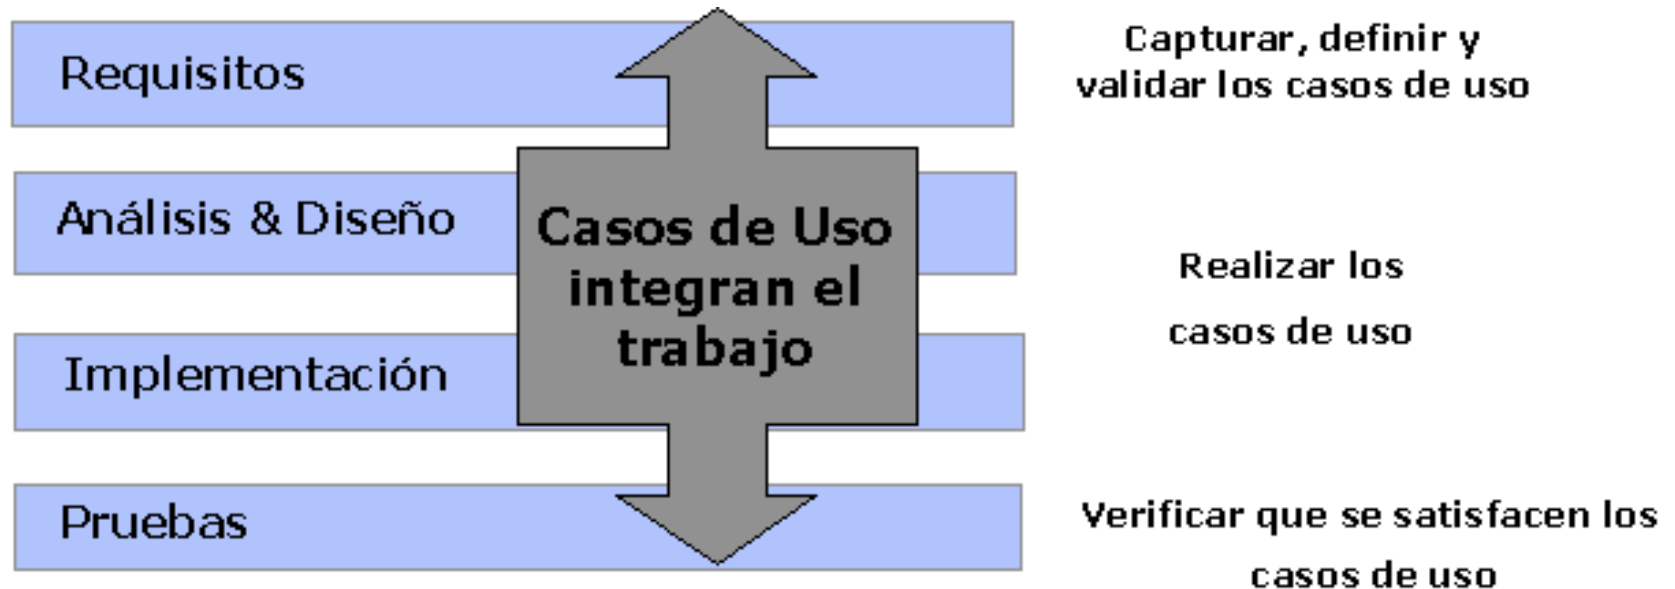 Requisitos
Capturar, definir y
validar los casos de uso
Análisis & Diseño
Casos de Uso
integran el
trabajo
Realizar los
casos de uso
Implementación
Pruebas
Verificar que se satisfacen los
casos de uso